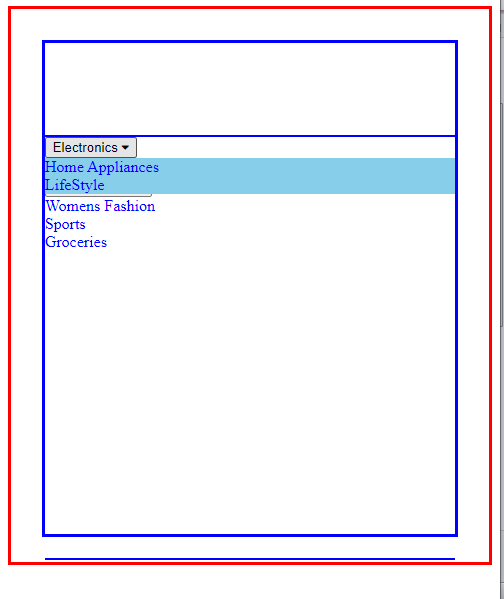 Electronics
Home Appliances
LifeStyle
Womens Fashion
Sports
Groceries